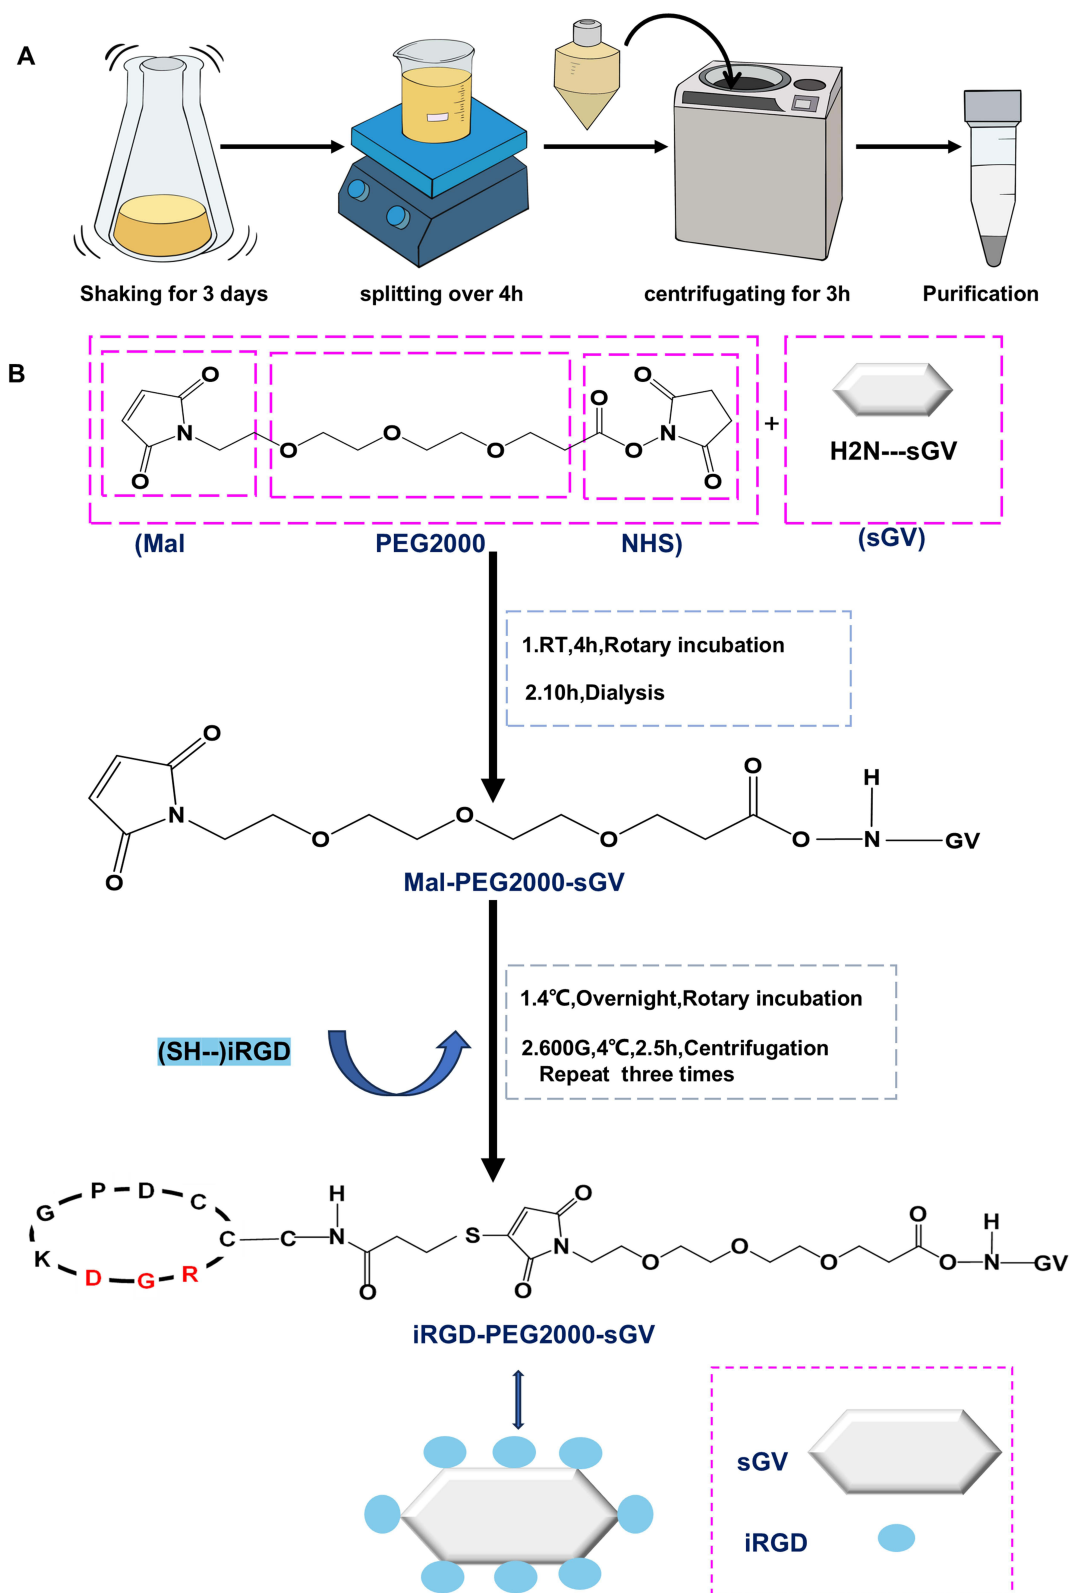 A
Shaking for 3 days
splitting over 4h
centrifugating for 3h
Purification
B
O
N
O
O
O
O
O
O
O
N
O
+
H2N---sGV
(Mal
PEG2000
NHS)
(sGV)
1.RT,4h,Rotary incubation
2.10h,Dialysis
O
N
O
O
O
O
O
O
H
N
GV
Mal-PEG2000-sGV
(SH--)iRGD
1.4℃,Overnight,Rotary incubation
2.600G,4℃,2.5h,Centrifugation
Repeat three times
G
P
D
C
C
R
G
D
K
C
H
N
O
S
O
N
O
O
O
O
O
O
H
N
GV
iRGD-PEG2000-sGV
sGV
iRGD